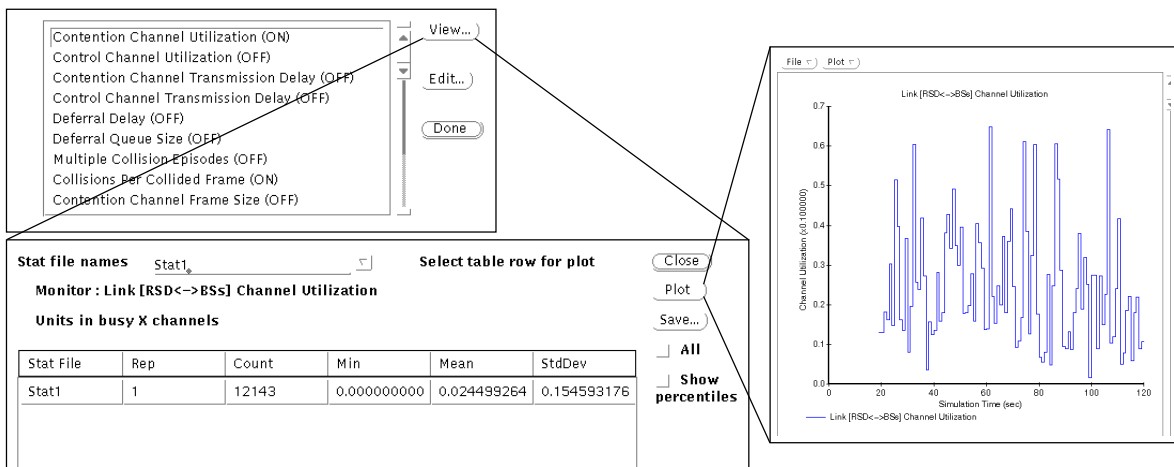 Contention Channel Utilization (ON)
Control Channel Utilization (OFF)
Contention Channel Transmission Delay (OFF)
Control Channel Transmission Delay (OFF)
Deferral Delay (OFF)
Deferral Queue Size (OFF)
Multiple Collision Episodes (OFF)
Collisions Per Collided Frame (ON)
Contention Channel Frame Size (OFF)
View...
Edit...
Done
Stat file names Stat1 Select table row for plot
Monitor : Link [RSD<->BSs] Channel Utilization
Units in busy X channels
Close
Plot
Save...
All
Show
percentiles
Stat File Rep Count Min Mean StdDev
Stat1 1 12143 0.000000000 0.024499264 0.154593176
File Plot
Link [RSD<->BSs] Channel Utilization
0.7
0.6
0.5
0.4
0.3
0.2
0.1
0.0
Channel Utilization (x0.100000)
0 20 40 60 80 100 120
Simulation Time (sec)
Link [RSD<->BSs] Channel Utilization